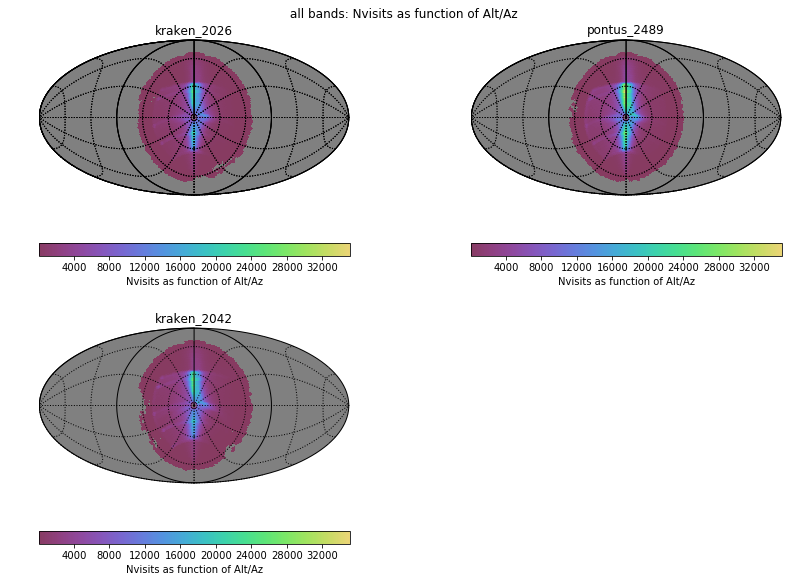 all bands: Nvisits as function of Alt/Az
kraken_2026
4000 8000 12000 16000 20000 24000 28000 32000
Nvisits as function of Alt/Az
pontus_2489
4000 8000 12000 16000 20000 24000 28000 32000
Nvisits as function of Alt/Az
kraken_2042
4000 8000 12000 16000 20000 24000 28000 32000
Nvisits as function of Alt/Az